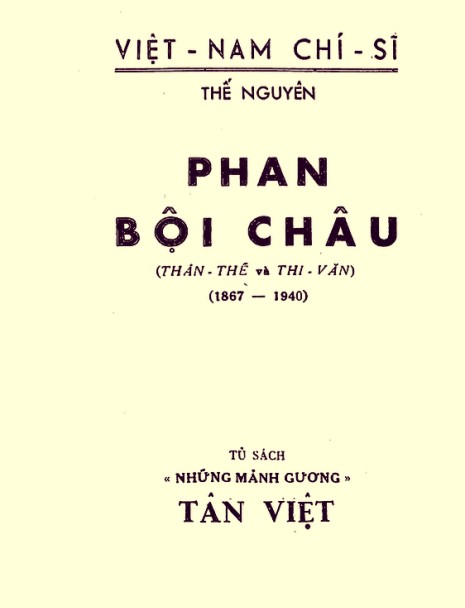 VIỆT - NAM CHÍ - SĨ
THẾ NGUYÊN
PHAN
BỘI CHÂU
(THÂN - THẾ và THI - VĂN)
(1867 — 1940)
TỦ SÁCH
« NHỮNG MẢNH GƯƠNG »
TÂN VIỆT